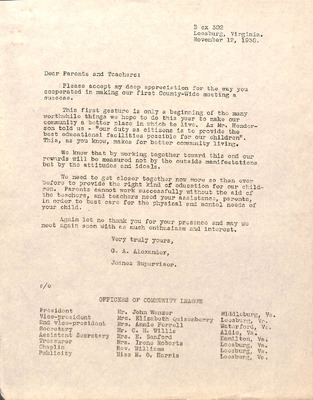 B ox 302
Leesburg, Virginia.
November 12, 1938.
Dear Parents and Teachers:
Please accept my deep appreciation for the way you
cooperated in making our first County-Wide meeting a
success.
This first gesture is only a beginning of the many
worthwhile things we hope to do this year to make our
community a better place in which to live. As Mr. Hender-
son told us - "our duty as citizens is to provide the
best educational facilities possible for our children".
This, as you know, makes for better community living.
We know that by working together toward this end our
rewards will be measured not by the outside manifestations
but by the attitudes and ideals.
We need to get closer together now more so than ever
before to provide the right kind of education for our child-
ren. Parents cannot work successfully without the aid of
the teachers, and teachers need your assistance, parents,
in order to best care for the physical and mental needs of
your child.
Again let me thank you for your presence and may we
meet again soon with as much enthusiasm and interest.
Very truly yours,
G. A. Alexander,
Jeanes Supervisor.
OFFICERS OF COMMUNITY LEAGUE
President Mr. John Wanzer Middleburg, Va.
Vice-president Mrs. Elizabeth Quisenberry Leesburg, Va.
2nd Vice-president Mrs. Annie Ferrell Waterford, Va.
Secretary Mr. C. H. Willis Aldie, Va.
Assistant Secretary Mrs. R. Sanford Hamilton, Va.
Treasurer Mrs. Irene Roberts Leesburg, Va.
Chaplin Rev. Williams Leesburg, Va.
Publicity Miss M. O. Harris Leesburg, Va.